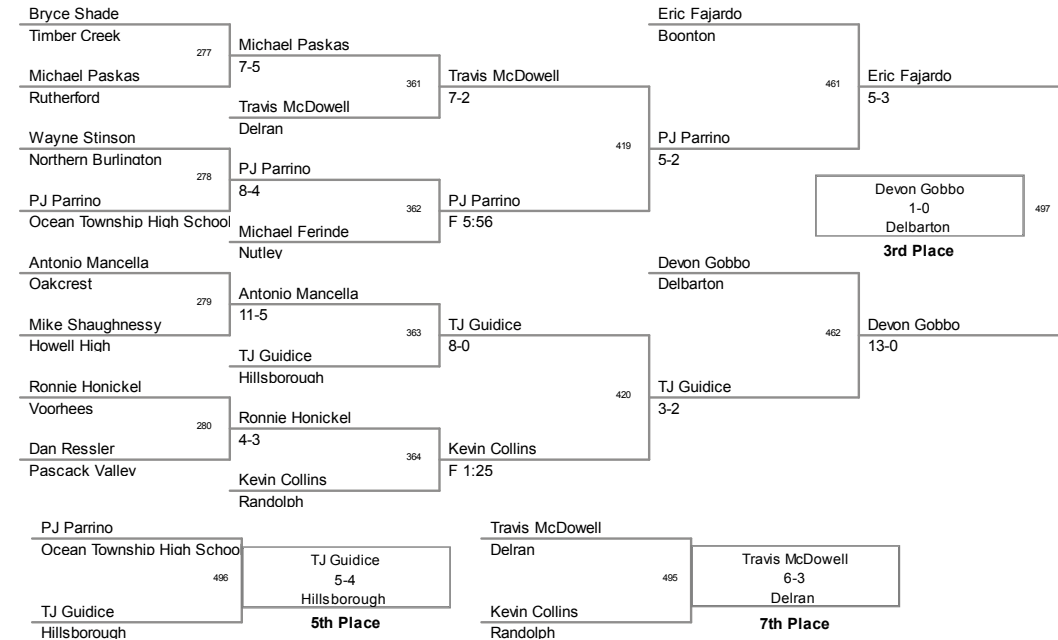 Bryce Shade
Timber Creek
277
Michael Paskas
Rutherford
Michael Paskas
7-5
361
Travis McDowell
Delran
Wayne Stinson
Northern Burlington
278
PJ Parrino
Ocean Township High School
PJ Parrino
8-4
362
Michael Ferinde
Nutley
Travis McDowell
7-2
419
PJ Parrino
F 5:56
Antonio Mancella
Oakcrest
279
Mike Shaughnessy
Howell High
Antonio Mancella
11-5
363
TJ Guidice
Hillsborough
Ronnie Honickel
Voorhees
280
Dan Ressler
Pascack Valley
Ronnie Honickel
4-3
364
Kevin Collins
Randolph
TJ Guidice
8-0
420
Kevin Collins
F 1:25
Eric Fajardo
Boonton
461
PJ Parrino
5-2
Eric Fajardo
5-3
Devon Gobbo
1-0
Delbarton
497
3rd Place
Devon Gobbo
Delbarton
462
TJ Guidice
3-2
Devon Gobbo
13-0
PJ Parrino
Ocean Township High Schoo
496
TJ Guidice
Hillsborough
TJ Guidice
5-4
Hillsborough
5th Place
Travis McDowell
Delran
495
Kevin Collins
Randolph
Travis McDowell
6-3
Delran
7th Place